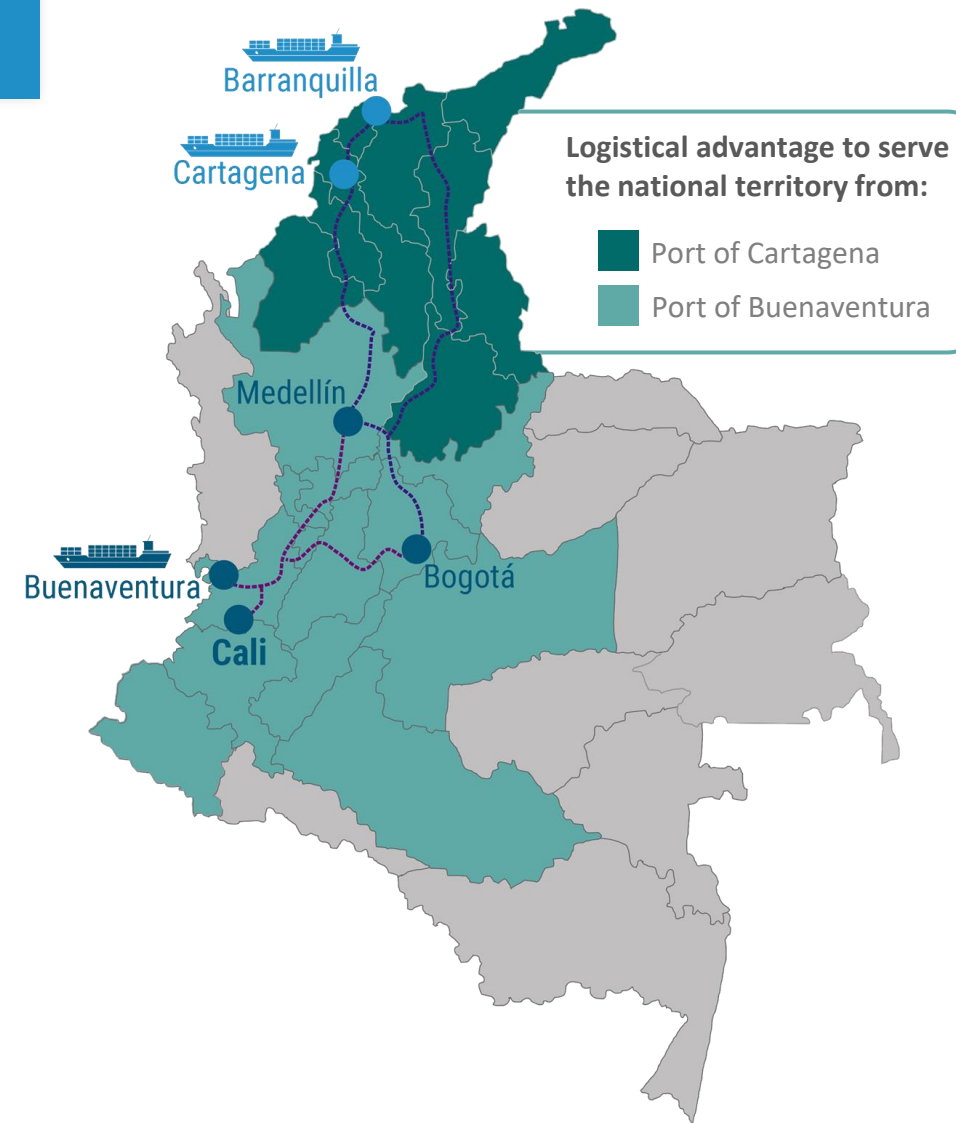 Barranquilla
Cartagena
Logistical advantage to serve
the national territory from:
Port of Cartagena
Port of Buenaventura
Medellín
Buenaventura
Bogotá
Cali